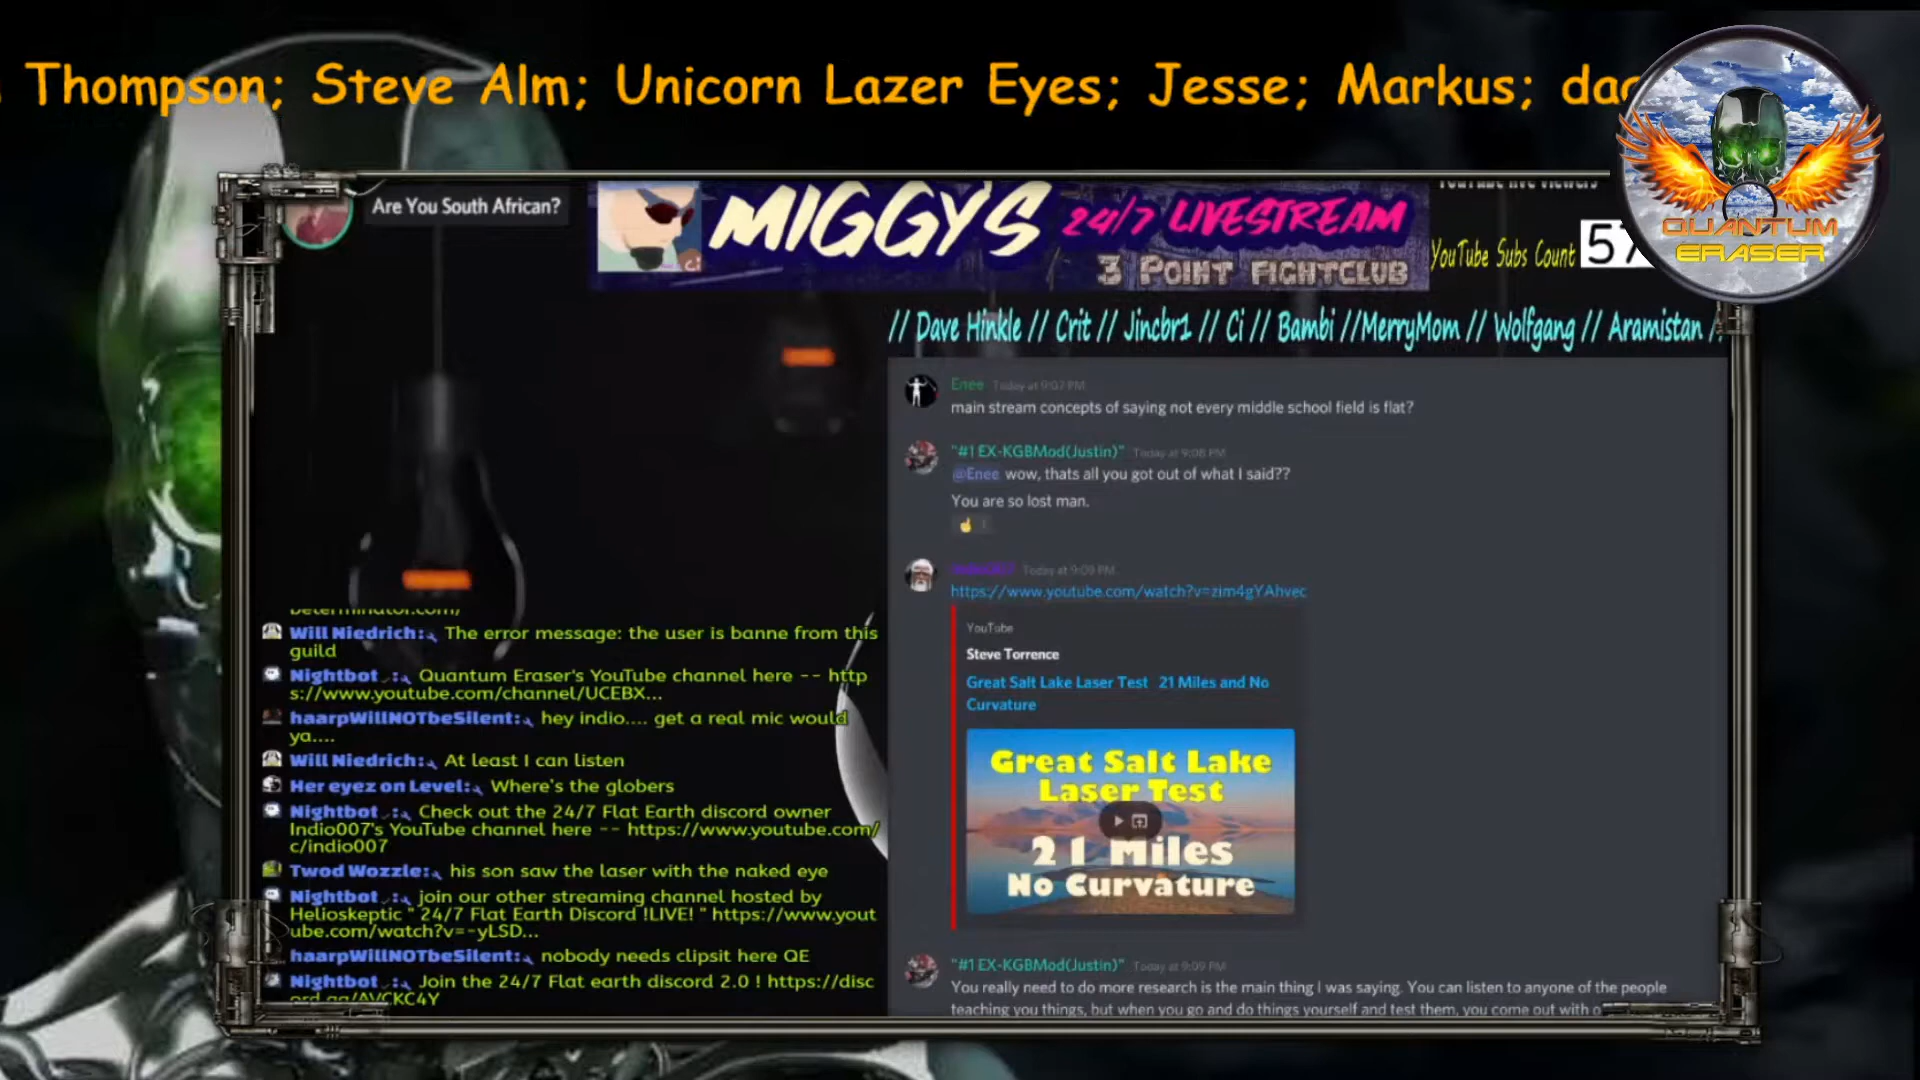 Thompson; Steve Alm; Unicorn Lazer Eyes; Jesse; Markus;
QUANTUM
ERASER
Are You South African?
MIGGYS
24/7 LIVESTREAM
3 POINT FIGHTCLUB
YouTube live viewers
YouTube Subs Count 57
// Dave Hinkle // Crit // Jincbr1 // Ci // Bambi //MerryMom // Wolfgang // Aramistan /
Enee Today at 9:07 PM
main stream concepts of saying not every middle school field is flat?
"#1 EX-KGBMod(Justin)" Today at 9:08 PM
@Enee wow, thats all you got out of what I said??
You are so lost man.
1
Today at 9:09 PM
https://www.youtube.com/watch?v=zim4gYAhvec
YouTube
Steve Torrence
Great Salt Lake Laser Test 21 Miles and No
Curvature
Great Salt Lake
Laser Test
21 Miles
No Curvature
"#1 EX-KGBMod(Justin)" Today at 9:09 PM
You really need to do more research is the main thing I was saying. You can listen to anyone of the people
teaching you things, but when you go and do things yourself and test them, you come out with
Determinator.com/
Will Niedrich: The error message: the user is banne from this
guild
Nightbot : Quantum Eraser's YouTube channel here -- http
s://www.youtube.com/channel/UCEBX...
haarpWillNOTbeSilent: hey indio.... get a real mic would
ya....
Will Niedrich: At least I can listen
Her eyez on Level: Where's the globers
Nightbot : Check out the 24/7 Flat Earth discord owner
Indio007's YouTube channel here -- https://www.youtube.com/
c/indio007
Twod Wozzle: his son saw the laser with the naked eye
Nightbot : join our other streaming channel hosted by
Helioskeptic " 24/7 Flat Earth Discord !LIVE! " https://www.yout
ube.com/watch?v=-yLSD...
haarpWillNOTbeSilent: nobody needs clipsit here QE
Nightbot : Join the 24/7 Flat earth discord 2.0 ! https://disc
ord.gg/AVCKC4Y